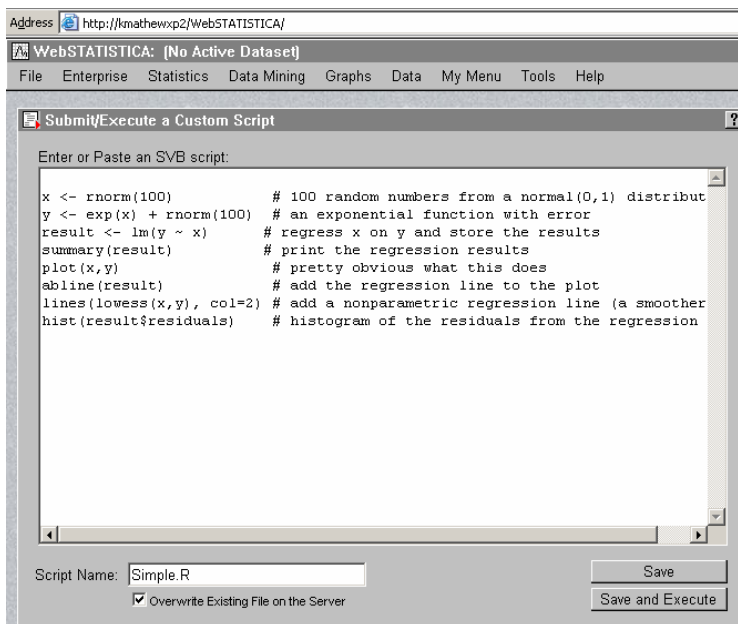 Address http://kmathewxp2/WebSTATISTICA/
WebSTATISTICA: (No Active Dataset)
File Enterprise Statistics Data Mining Graphs Data My Menu Tools Help
Submit/Execute a Custom Script ?
Enter or Paste an SVB script:
x <- rnorm(100) # 100 random numbers from a normal(0,1) distribut
y <- exp(x) + rnorm(100) # an exponential function with error
result <- lm(y ~ x) # regress x on y and store the results
summary(result) # print the regression results
plot(x,y) # pretty obvious what this does
abline(result) # add the regression line to the plot
lines(lowess(x,y), col=2) # add a nonparametric regression line (a smoother
hist(result$residuals) # histogram of the residuals from the regression
Script Name: Simple.R
Save
Overwrite Existing File on the Server
Save and Execute